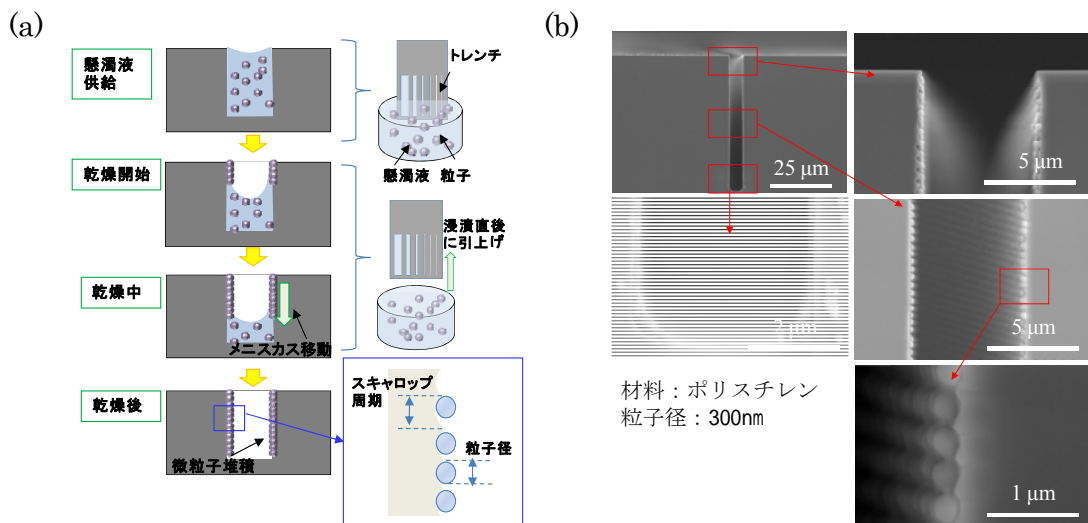 (a)
懸濁液
供給
トレンチ
懸濁液 粒子
乾燥開始
浸漬直後
に引上げ
乾燥中
メニスカス移動
乾燥後
微粒子堆積
スキャロップ
周期
粒子径
(b)
25 μm
5 μm
2 μm
5 μm
材料：ポリスチレン
粒子径：300nm
1 μm